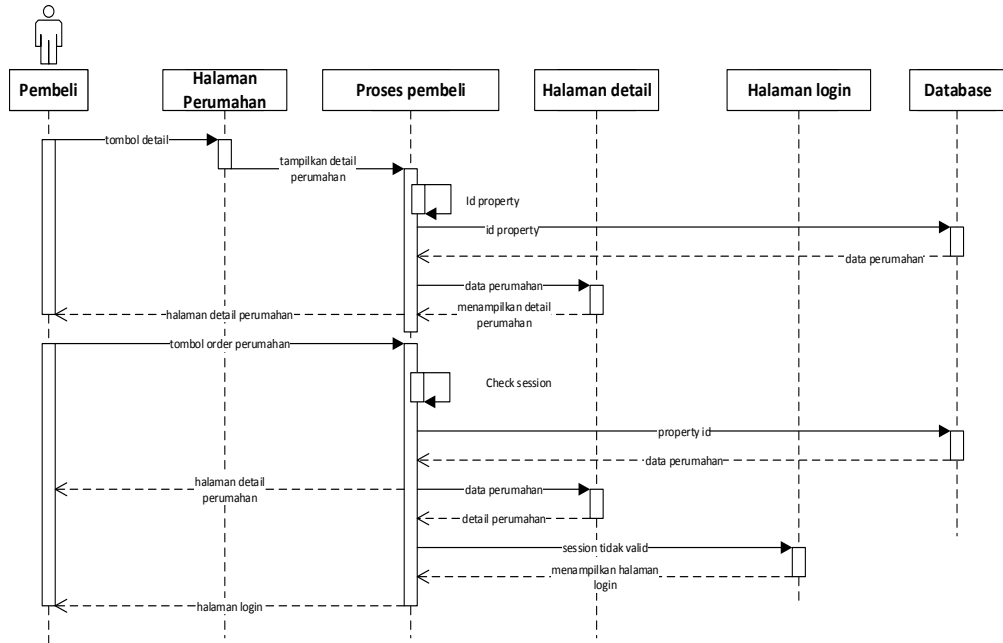 Pembeli
Halaman
Perumahan
Proses pembeli
Halaman detail
Halaman login
Database
tombol detail
tampilkan detail
perumahan
Id property
id property
data perumahan
data perumahan
menampilkan detail
perumahan
halaman detail perumahan
tombol order perumahan
Check session
property id
data perumahan
halaman detail
perumahan
data perumahan
detail perumahan
session tidak valid
menampilkan halaman
login
halaman login